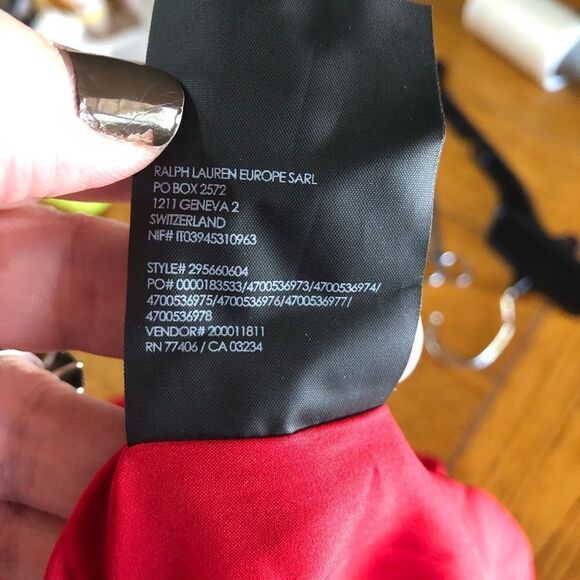 RALPH LAUREN EUROPE SARL
PO BOX 2572
1211 GENEVA 2
SWITZERLAND
NIF# IT03945310963
STYLE# 295660604
PO# 0000183533/4700536973/4700536974/
4700536975/4700536976/4700536977/
4700536978
VENDOR# 200011811
RN 77406 / CA 03234